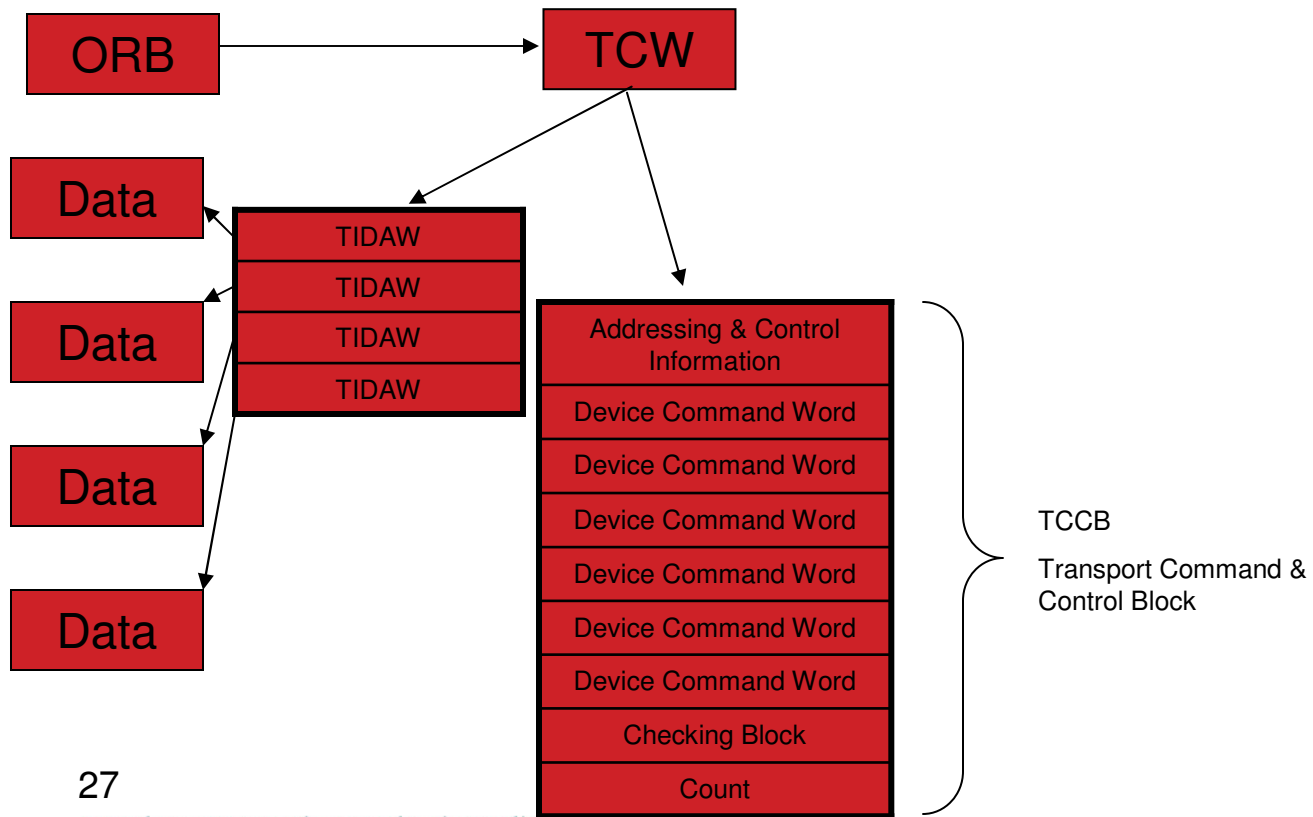 ORB
TCW
Data
TIDAW
TIDAW
TIDAW
TIDAW
Data
Data
Data
Addressing & Control
Information
Device Command Word
Device Command Word
Device Command Word
Device Command Word
Device Command Word
Device Command Word
Checking Block
Count
TCCB
Transport Command &
Control Block
27